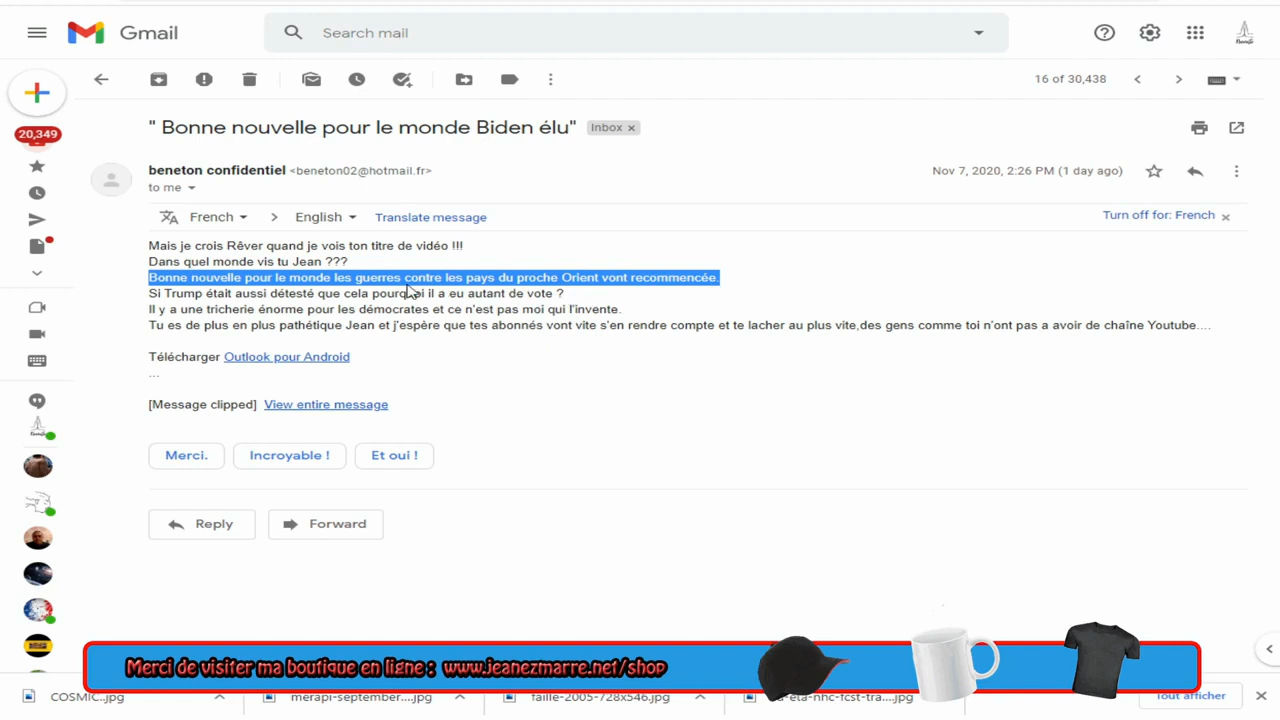 Gmail
Search mail
16 of 30,438
20,349
" Bonne nouvelle pour le monde Biden élu" Inbox x
beneton confidentiel <beneton02@hotmail.fr>
Nov 7, 2020, 2:26 PM (1 day ago)
to me
French > English Translate message
Turn off for: French x
Mais je crois Rêver quand je vois ton titre de vidéo !!!
Dans quel monde vis tu Jean ???
Bonne nouvelle pour le monde les guerres contre les pays du proche Orient vont recommencée.
Si Trump était aussi détesté que cela pourquoi il a eu autant de vote ?
Il y a une tricherie énorme pour les démocrates et ce n'est pas moi qui l'invente.
Tu es de plus en plus pathétique Jean et j'espère que tes abonnés vont vite s'en rendre compte et te lacher au plus vite,des gens comme toi n'ont pas a avoir de chaîne Youtube....
Télécharger Outlook pour Android
...
[Message clipped] View entire message
Merci.
Incroyable !
Et oui !
Reply
Forward
Merci de visiter ma boutique en ligne : www.jeanezmarre.net/shop
COSMIC...jpg
merapi-september....jpg
faille-2005-728x546.jpg
-eta-nhc-fcst-tra....jpg
Tout afficher